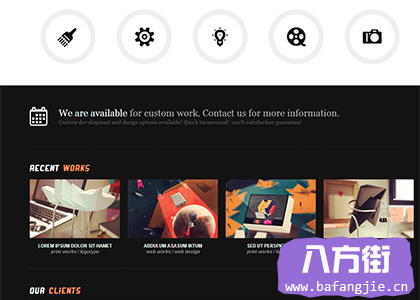 We are available for custom work. Contact us for more information.
Custom development and design options available! Quick turnaround! 100% satisfaction guarantee!
RECENT WORKS
LOREM IPSUM DOLOR SIT AMET
print works / logotype
ABDULUM ASASUM IKTUM
web works / web design
SED UT PERSPIC
print works /
OUR CLIENTS
八方街
www.bafangjie.cn